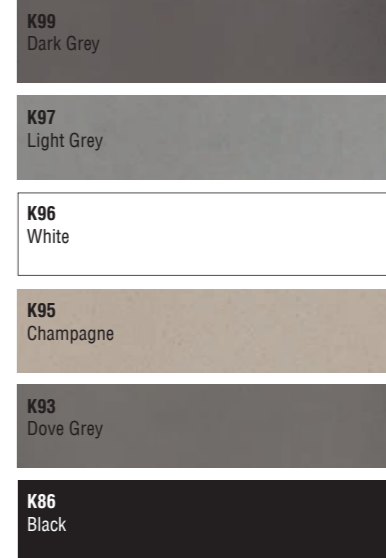 K99
Dark Grey
K97
Light Grey
K96
White
K95
Champagne
K93
Dove Grey
K86
Black